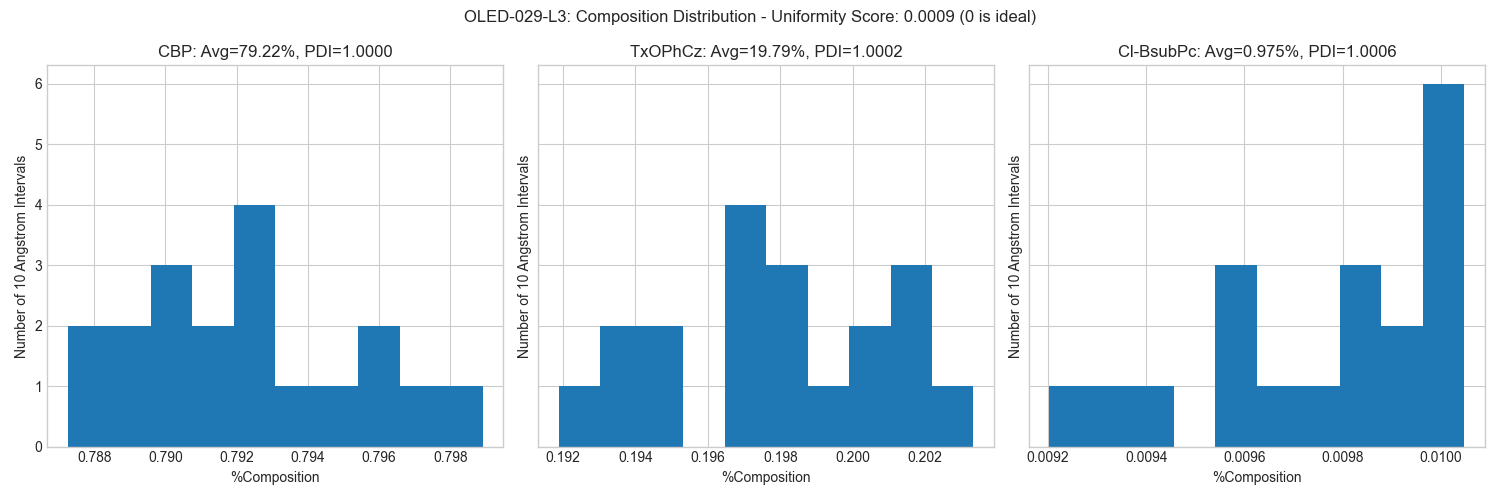 OLED-029-L3: Composition Distribution - Uniformity Score: 0.0009 (0 is ideal)
CBP: Avg=79.22%, PDI=1.0000
TxOPhCz: Avg=19.79%, PDI=1.0002
Cl-BsubPc: Avg=0.975%, PDI=1.0006
Number of 10 Angstrom Intervals
6
5
4
3
2
1
0
0.788 0.790 0.792 0.794 0.796 0.798
%Composition
Number of 10 Angstrom Intervals
0.192 0.194 0.196 0.198 0.200 0.202
%Composition
Number of 10 Angstrom Intervals
0.0092 0.0094 0.0096 0.0098 0.0100
%Composition